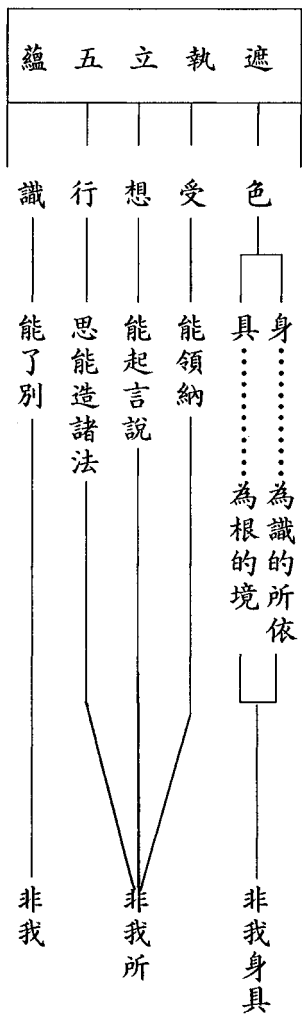 遮執立五蘊
色
身………為識的所依
具………為根的境
非我身具
受
能領納
想
能起言說
行
思能造諸法
非我所
識
能了別
非我